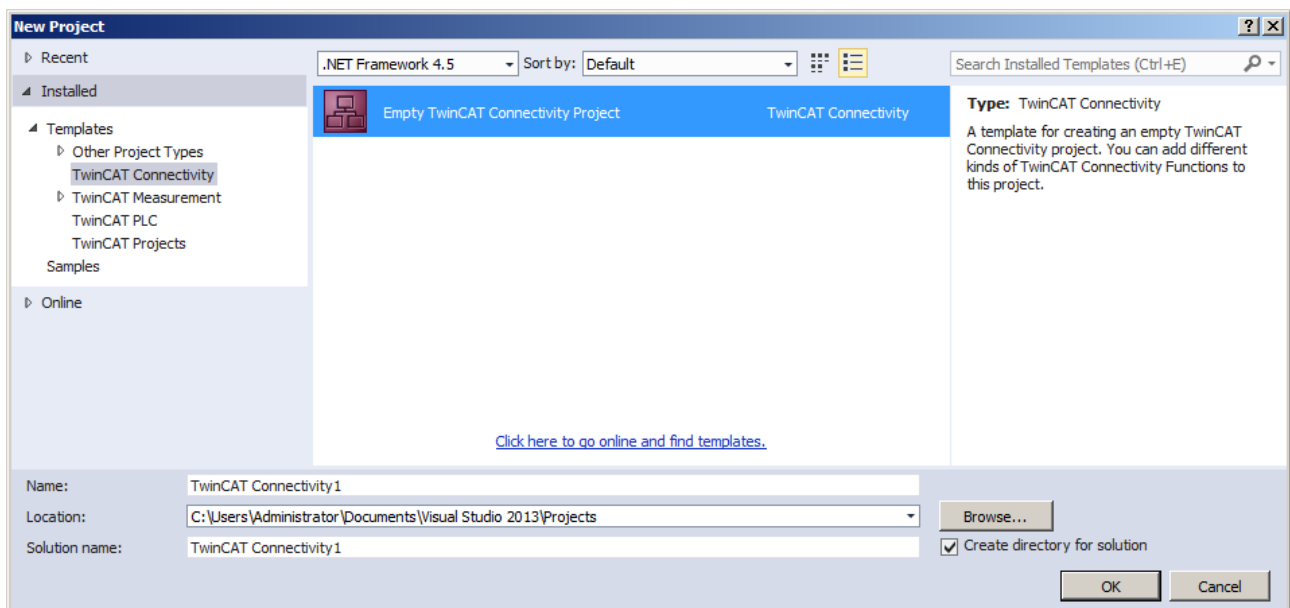 New Project
Recent
.NET Framework 4.5 Sort by: Default
Search Installed Templates (Ctrl+E)
Installed
Templates
Other Project Types
TwinCAT Connectivity
TwinCAT Measurement
TwinCAT PLC
TwinCAT Projects
Samples
Online
Empty TwinCAT Connectivity Project TwinCAT Connectivity
Click here to go online and find templates.
Type: TwinCAT Connectivity
A template for creating an empty TwinCAT
Connectivity project. You can add different
kinds of TwinCAT Connectivity Functions to
this project.
Name: TwinCAT Connectivity1
Location: C:\Users\Administrator\Documents\Visual Studio 2013\Projects
Browse...
Solution name: TwinCAT Connectivity1
Create directory for solution
OK Cancel